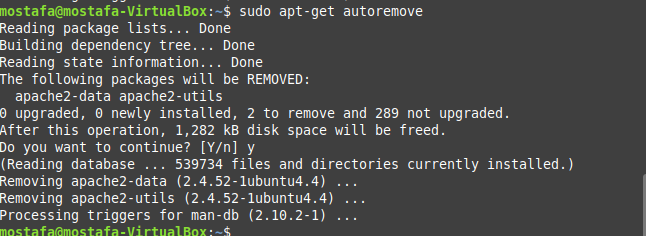 mostafa@mostafa-VirtualBox:~$ sudo apt-get autoremove
Reading package lists... Done
Building dependency tree... Done
Reading state information... Done
The following packages will be REMOVED:
  apache2-data apache2-utils
0 upgraded, 0 newly installed, 2 to remove and 289 not upgraded.
After this operation, 1,282 kB disk space will be freed.
Do you want to continue? [Y/n] y
(Reading database ... 539734 files and directories currently installed.)
Removing apache2-data (2.4.52-1ubuntu4.4) ...
Removing apache2-utils (2.4.52-1ubuntu4.4) ...
Processing triggers for man-db (2.10.2-1) ...
mostafa@mostafa-VirtualBox:~$